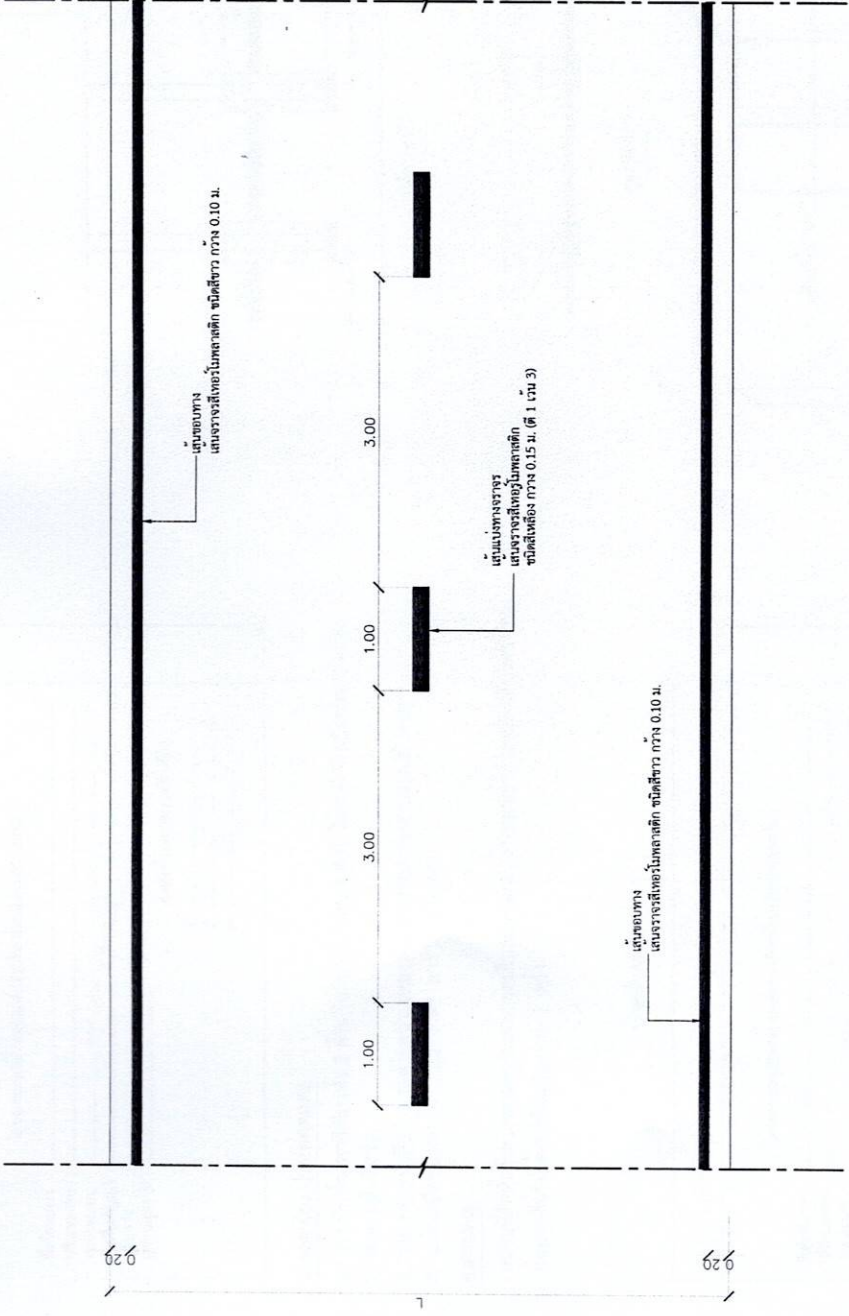 เส้นขอบทาง
เส้นจราจรสีเทอร์โมพลาสติก ชนิดสีขาว กว้าง 0.10 ม.
1.00
3.00
1.00
3.00
เส้นแบ่งทางจราจร
เส้นจราจรสีเทอร์โมพลาสติก
ชนิดสีเหลือง กว้าง 0.15 ม. (ตี 1 เว้น 3)
เส้นขอบทาง
เส้นจราจรสีเทอร์โมพลาสติก ชนิดสีขาว กว้าง 0.10 ม.
0.20
L
0.20